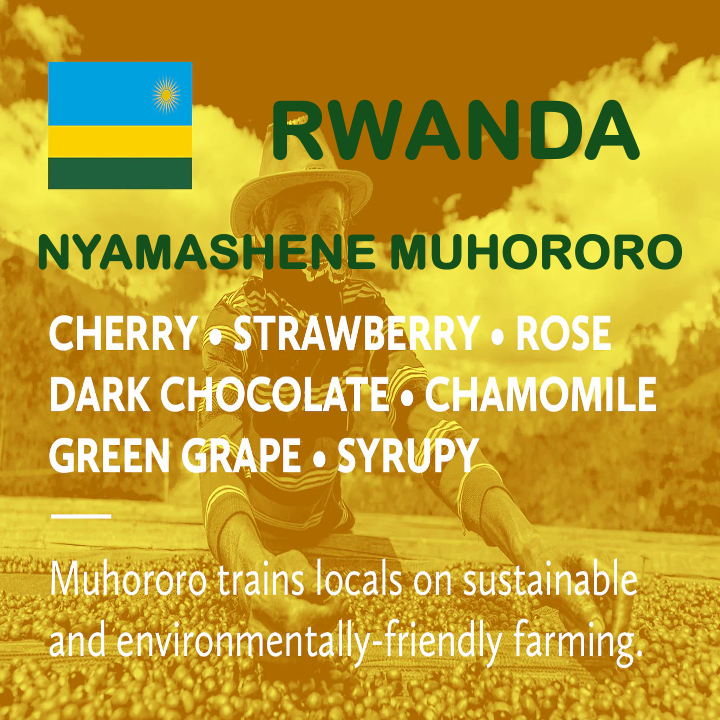 RWANDA
NYAMASHENE MUHORORO
CHERRY • STRAWBERRY • ROSE
DARK CHOCOLATE • CHAMOMILE
GREEN GRAPE • SYRUPY
Muhororo trains locals on sustainable
and environmentally-friendly farming.